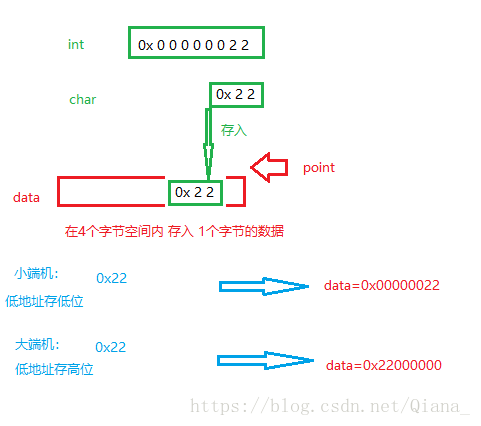 int
0x 0 0 0 0 0 0 2 2
char
0x 2 2
存入
point
data
0x 2 2
在4个字节空间内 存入 1个字节的数据
小端机：
0x22
低地址存低位
data=0x00000022
大端机：
0x22
低地址存高位
data=0x22000000
https://blog.csdn.net/Qiana_